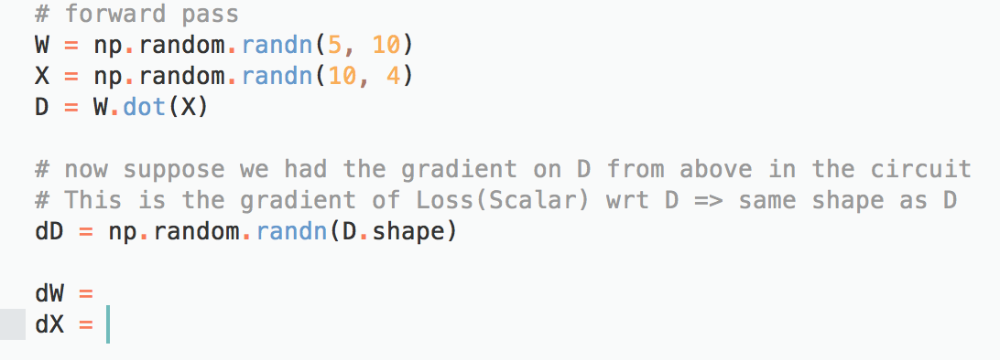 # forward pass
W = np.random.randn(5, 10)
X = np.random.randn(10, 4)
D = W.dot(X)
# now suppose we had the gradient on D from above in the circuit
# This is the gradient of Loss(Scalar) wrt D => same shape as D
dD = np.random.randn(D.shape)
dW =
dX =